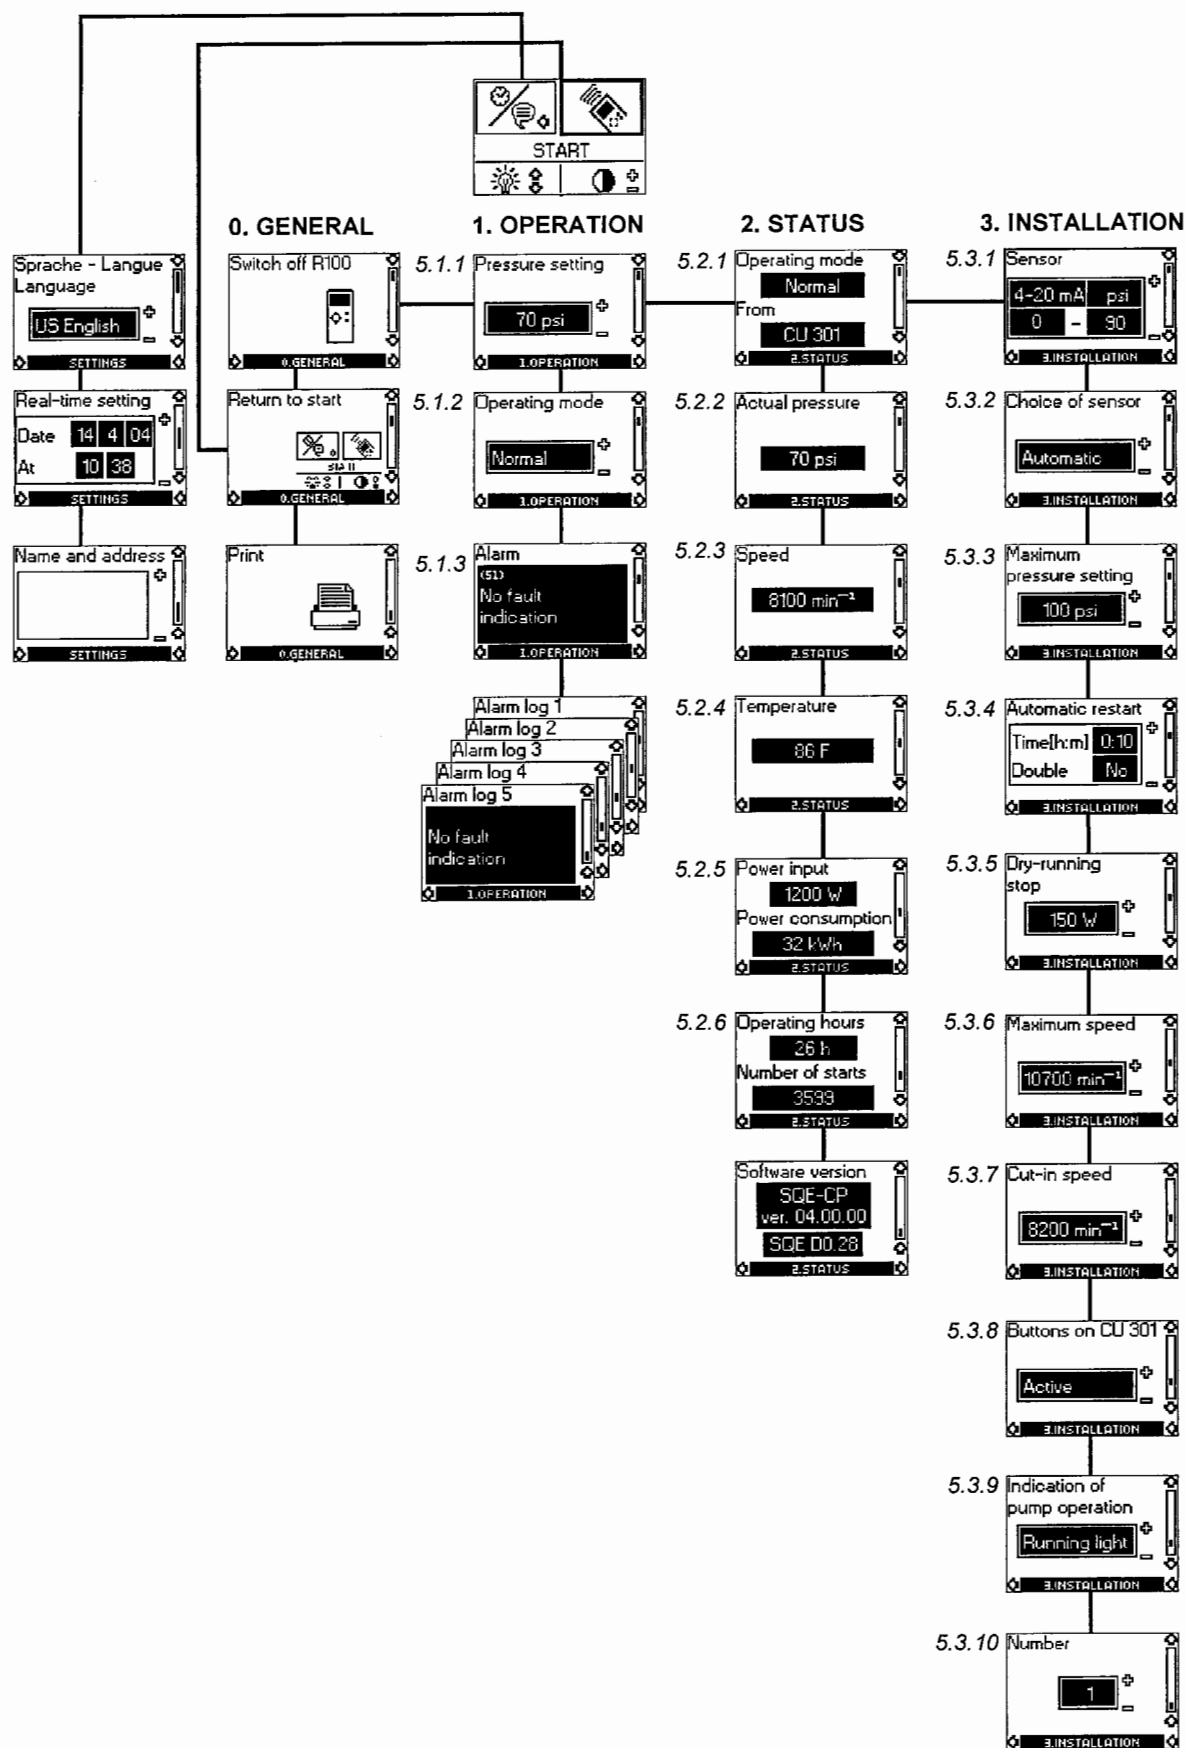 START
0. GENERAL
1. OPERATION
2. STATUS
3. INSTALLATION
Sprache - Langue
Language
US English
SETTINGS
Real-time setting
Date 14 4 04
At 10 38
SETTINGS
Name and address
SETTINGS
Switch off R100
0.GENERAL
Return to start
START
0.GENERAL
Print
0.GENERAL
5.1.1 Pressure setting
70 psi
1.OPERATION
5.1.2 Operating mode
Normal
1.OPERATION
5.1.3 Alarm
(51)
No fault
indication
1.OPERATION
Alarm log 1
Alarm log 2
Alarm log 3
Alarm log 4
Alarm log 5
No fault
indication
1.OPERATION
5.2.1 Operating mode
Normal
From
CU 301
2.STATUS
5.2.2 Actual pressure
70 psi
2.STATUS
5.2.3 Speed
8100 min⁻¹
2.STATUS
5.2.4 Temperature
86 F
2.STATUS
5.2.5 Power input
1200 W
Power consumption
32 kWh
2.STATUS
5.2.6 Operating hours
26 h
Number of starts
3599
2.STATUS
Software version
SQE-CP
ver. 04.00.00
SQE D0.28
2.STATUS
5.3.1 Sensor
4-20 mA psi
0 - 90
3.INSTALLATION
5.3.2 Choice of sensor
Automatic
3.INSTALLATION
5.3.3 Maximum
pressure setting
100 psi
3.INSTALLATION
5.3.4 Automatic restart
Time[h:m] 0:10
Double No
3.INSTALLATION
5.3.5 Dry-running
stop
150 W
3.INSTALLATION
5.3.6 Maximum speed
10700 min⁻¹
3.INSTALLATION
5.3.7 Cut-in speed
8200 min⁻¹
3.INSTALLATION
5.3.8 Buttons on CU 301
Active
3.INSTALLATION
5.3.9 Indication of
pump operation
Running light
3.INSTALLATION
5.3.10 Number
1
3.INSTALLATION